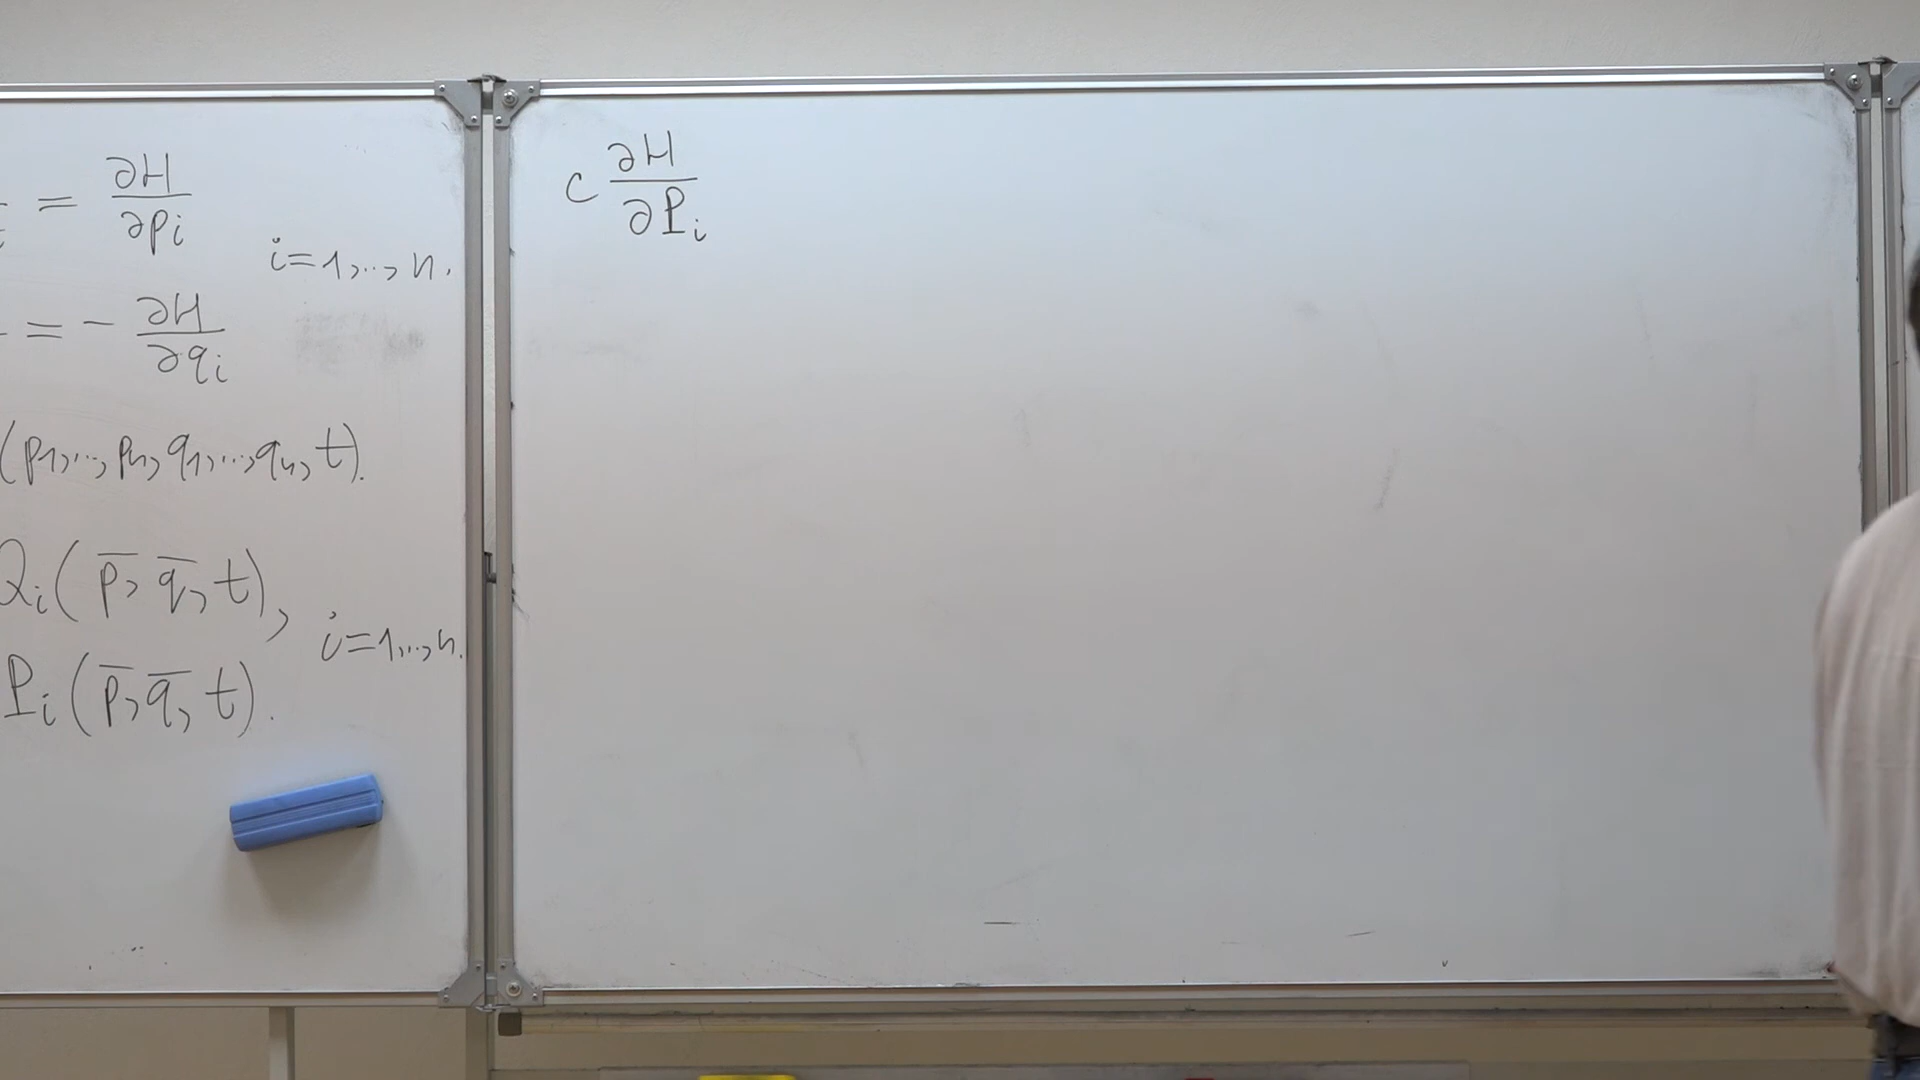 = ∂H/∂pi
i=1,..,n.
= - ∂H/∂qi
(p1,..,pn,q1,..,qn,t).
Qi(p̅,q̅,t),
i=1,..,n.
Pi(p̅,q̅,t).
c ∂H/∂Pi